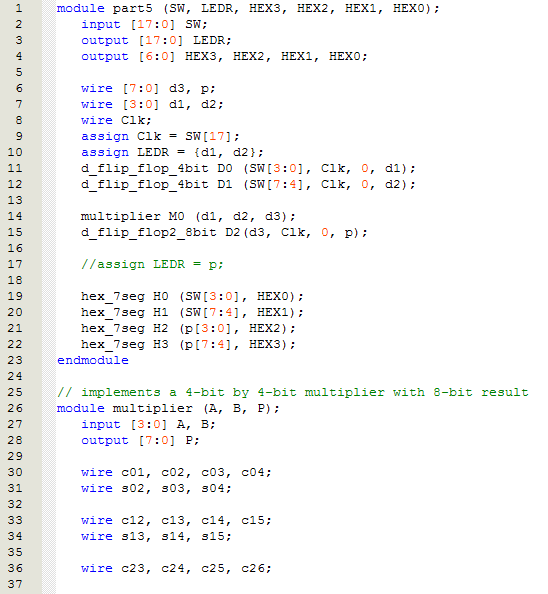 1 module part5 (SW, LEDR, HEX3, HEX2, HEX1, HEX0);
2 input [17:0] SW;
3 output [17:0] LEDR;
4 output [6:0] HEX3, HEX2, HEX1, HEX0;
5
6 wire [7:0] d3, p;
7 wire [3:0] d1, d2;
8 wire Clk;
9 assign Clk = SW[17];
10 assign LEDR = {d1, d2};
11 d_flip_flop_4bit D0 (SW[3:0], Clk, 0, d1);
12 d_flip_flop_4bit D1 (SW[7:4], Clk, 0, d2);
13
14 multiplier M0 (d1, d2, d3);
15 d_flip_flop2_8bit D2(d3, Clk, 0, p);
16
17 //assign LEDR = p;
18
19 hex_7seg H0 (SW[3:0], HEX0);
20 hex_7seg H1 (SW[7:4], HEX1);
21 hex_7seg H2 (p[3:0], HEX2);
22 hex_7seg H3 (p[7:4], HEX3);
23 endmodule
24
25 // implements a 4-bit by 4-bit multiplier with 8-bit result
26 module multiplier (A, B, P);
27 input [3:0] A, B;
28 output [7:0] P;
29
30 wire c01, c02, c03, c04;
31 wire s02, s03, s04;
32
33 wire c12, c13, c14, c15;
34 wire s13, s14, s15;
35
36 wire c23, c24, c25, c26;
37